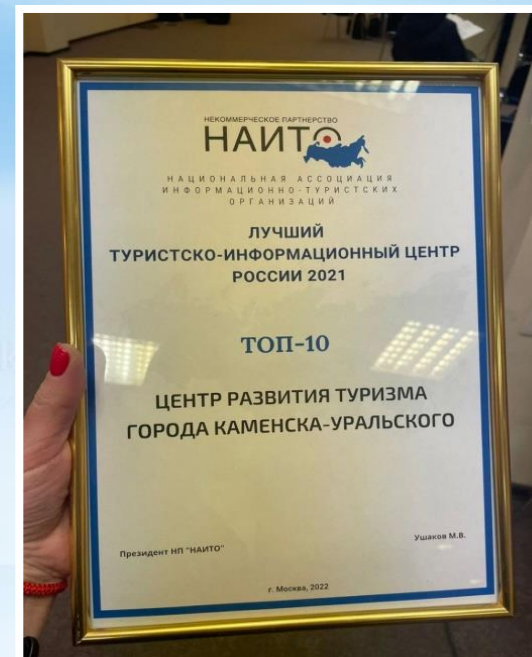 НЕКОММЕРЧЕСКОЕ ПАРТНЕРСТВО
НАИТО
НАЦИОНАЛЬНАЯ АССОЦИАЦИЯ
ИНФОРМАЦИОННО-ТУРИСТСКИХ
ОРГАНИЗАЦИЙ
ЛУЧШИЙ
ТУРИСТСКО-ИНФОРМАЦИОННЫЙ ЦЕНТР
РОССИИ 2021
ТОП-10
ЦЕНТР РАЗВИТИЯ ТУРИЗМА
ГОРОДА КАМЕНСКА-УРАЛЬСКОГО
Ушаков М.В.
Президент НП "НАИТО"
г. Москва, 2022